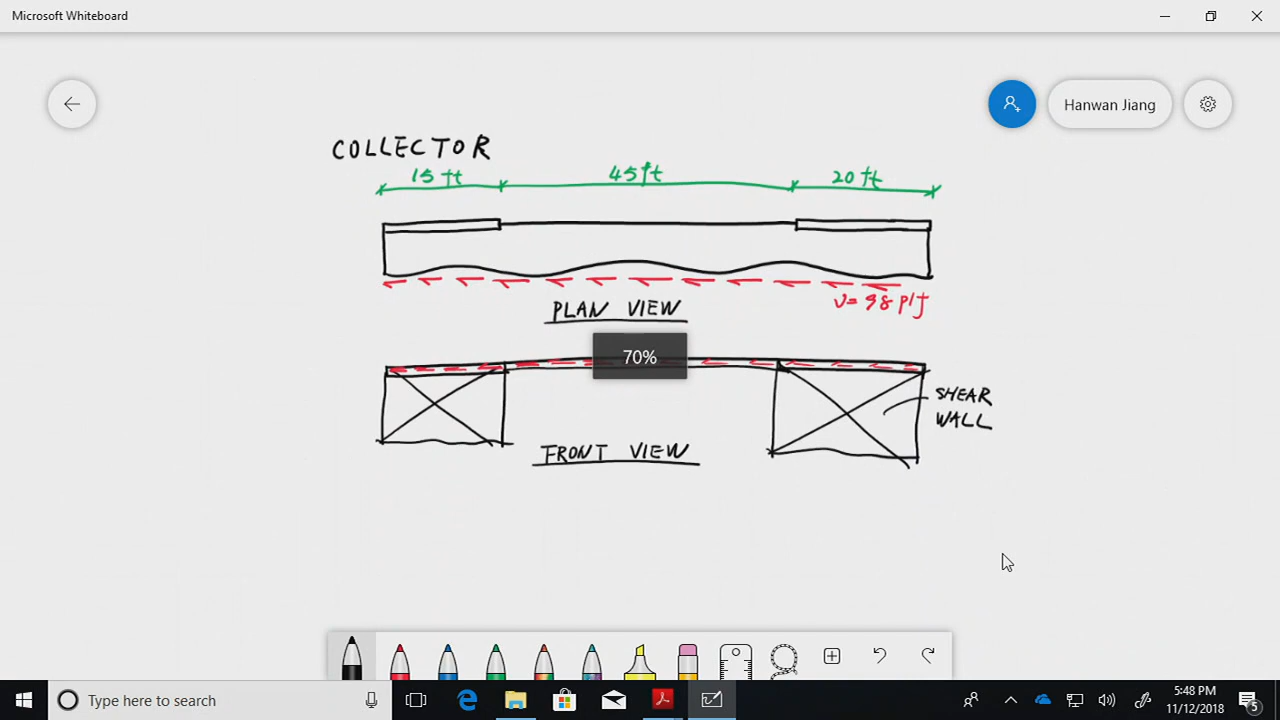 Microsoft Whiteboard
Hanwan Jiang
COLLECTOR
15 ft
45 ft
20 ft
v = 98 plf
PLAN VIEW
70%
SHEAR
WALL
FRONT VIEW
Type here to search
5:48 PM
11/12/2018
5